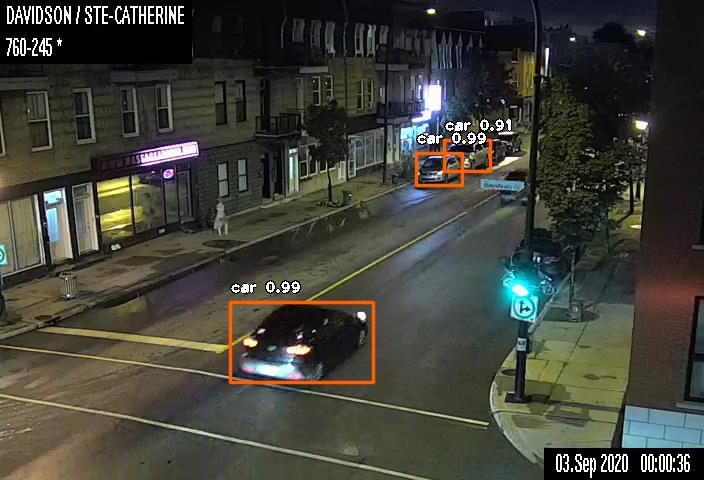 DAVIDSON / STE-CATHERINE
760-245 *
car 0.91
car 0.99
car 0.99
03.Sep 2020 00:00:36